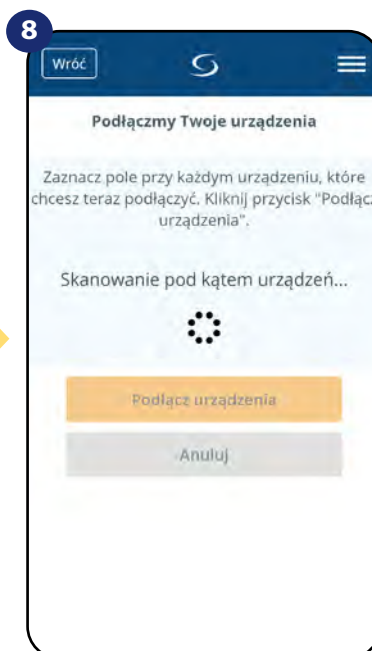 8
Wróć
Podłączmy Twoje urządzenia
Zaznacz pole przy każdym urządzeniu, które
chcesz teraz podłączyć. Kliknij przycisk "Podłącz
urządzenia".
Skanowanie pod kątem urządzeń...
Podłącz urządzenia
Anuluj